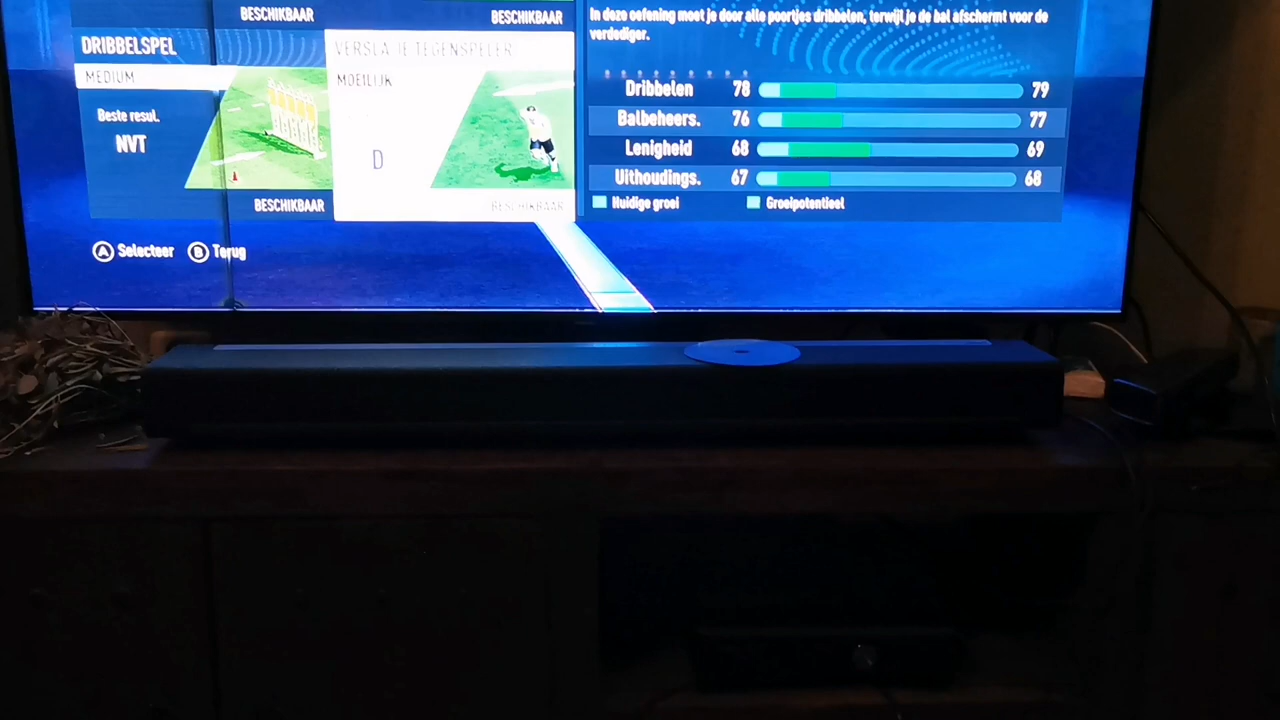 BESCHIKBAAR
BESCHIKBAAR
In deze oefening moet je door alle poortjes dribbelen, terwijl je de bal afschermt voor de
verdediger.
DRIBBELSPEL
MEDIUM
Beste resul.
NVT
BESCHIKBAAR
VERSLA JE TEGENSPELER
MOEILIJK
D
BESCHIKBAAR
Dribbelen 78 79
Balbeheers. 76 77
Lenigheid 68 69
Uithoudings. 67 68
Huidige groei Groeipotentieel
A Selecteer B Terug